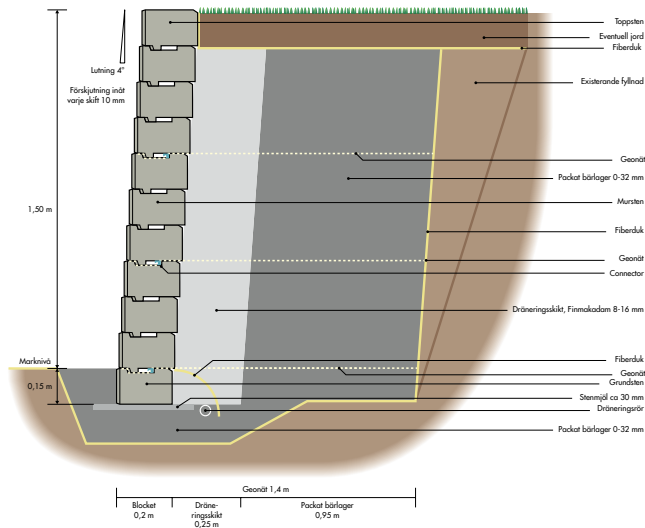 Toppsten
Eventuell jord
Fiberduk
Lutning 4°
Existerande fyllnad
Förskjutning inåt
varje skift 10 mm
Geonät
Packat bärlager 0-32 mm
1,50 m
Mursten
Fiberduk
Geonät
Connector
Dräneringsskikt, Finmakadam 8-16 mm
Marknivå
Fiberduk
Geonät
0,15 m
Grundsten
Stenmjöl ca 30 mm
Dräneringsrör
Packat bärlager 0-32 mm
Geonät 1,4 m
Blocket
0,2 m
Dräne-
ringsskikt
0,25 m
Packat bärlager
0,95 m